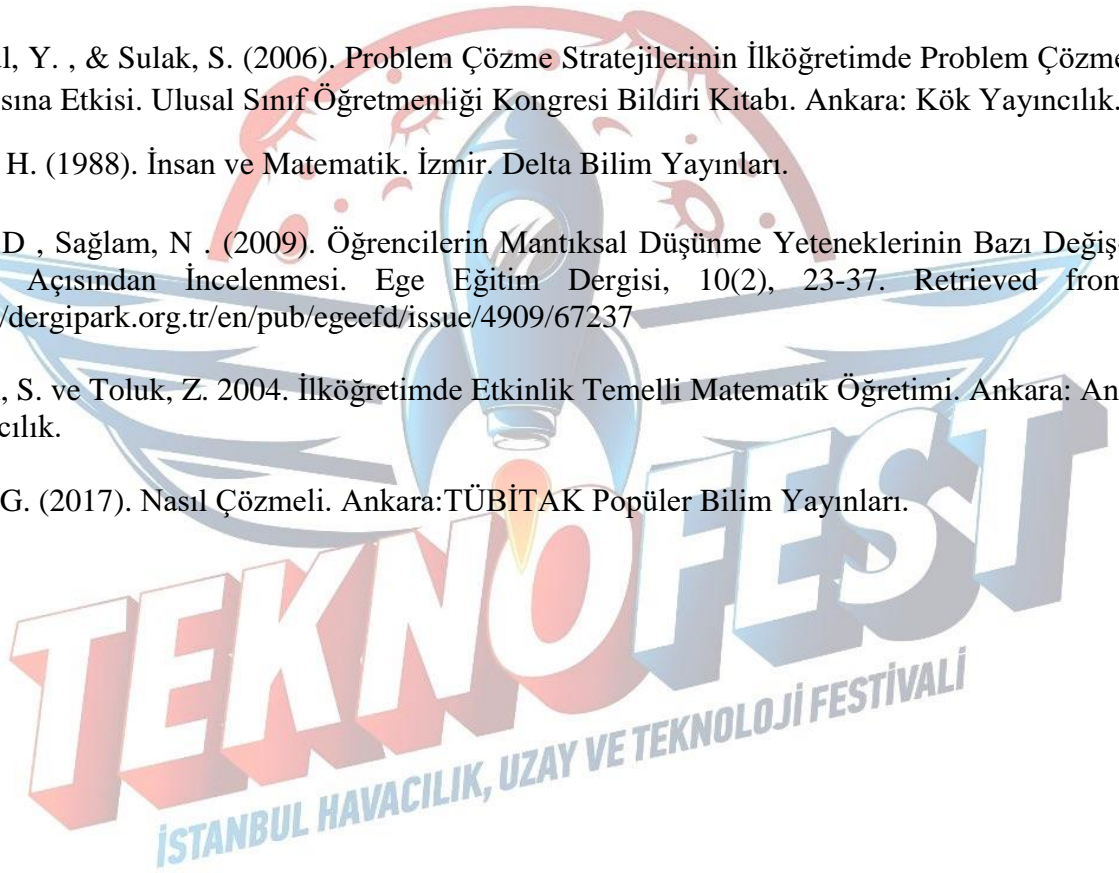 l, Y. , & Sulak, S. (2006). Problem Çözme Stratejilerinin İlköğretimde Problem Çözme
sına Etkisi. Ulusal Sınıf Öğretmenliği Kongresi Bildiri Kitabı. Ankara: Kök Yayıncılık.
H. (1988). İnsan ve Matematik. İzmir. Delta Bilim Yayınları.
D , Sağlam, N . (2009). Öğrencilerin Mantıksal Düşünme Yeteneklerinin Bazı Değiş-
Açısından İncelenmesi. Ege Eğitim Dergisi, 10(2), 23-37. Retrieved from
/dergipark.org.tr/en/pub/egeefd/issue/4909/67237
, S. ve Toluk, Z. 2004. İlköğretimde Etkinlik Temelli Matematik Öğretimi. Ankara: An
cılık.
G. (2017). Nasıl Çözmeli. Ankara:TÜBİTAK Popüler Bilim Yayınları.
TEKNOFEST
İSTANBUL HAVACILIK, UZAY VE TEKNOLOJİ FESTİVALİ